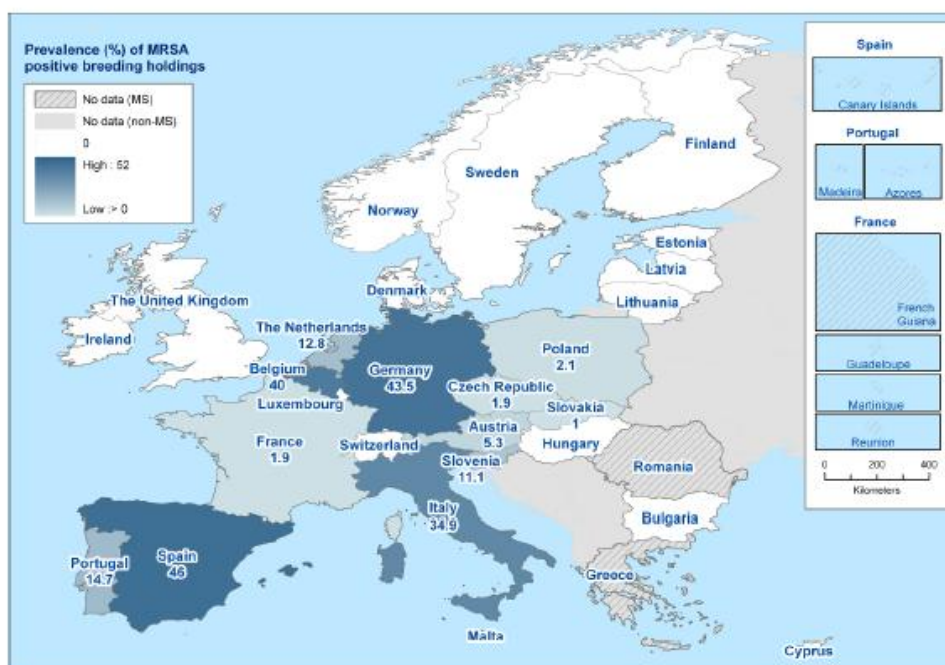 Prevalence (%) of MRSA
positive breeding holdings
No data (MS)
No data (non-MS)
0
High : 52
Low :> 0
Finland
Sweden
Norway
Estonia
Latvia
Lithuania
Denmark
The United Kingdom
Ireland
The Netherlands
12.8
Belgium
40
Germany
43.5
Poland
2.1
Luxembourg
Czech Republic
1.9
Slovakia
1
Austria
5.3
France
1.9
Switzerland
Hungary
Slovenia
11.1
Romania
Italy
34.9
Bulgaria
Portugal
14.7
Spain
46
Greece
Malta
Cyprus
Spain
Canary Islands
Portugal
Madeira
Azores
France
French
Guiana
Guadeloupe
Martinique
Reunion
0 200 400
Kilometers